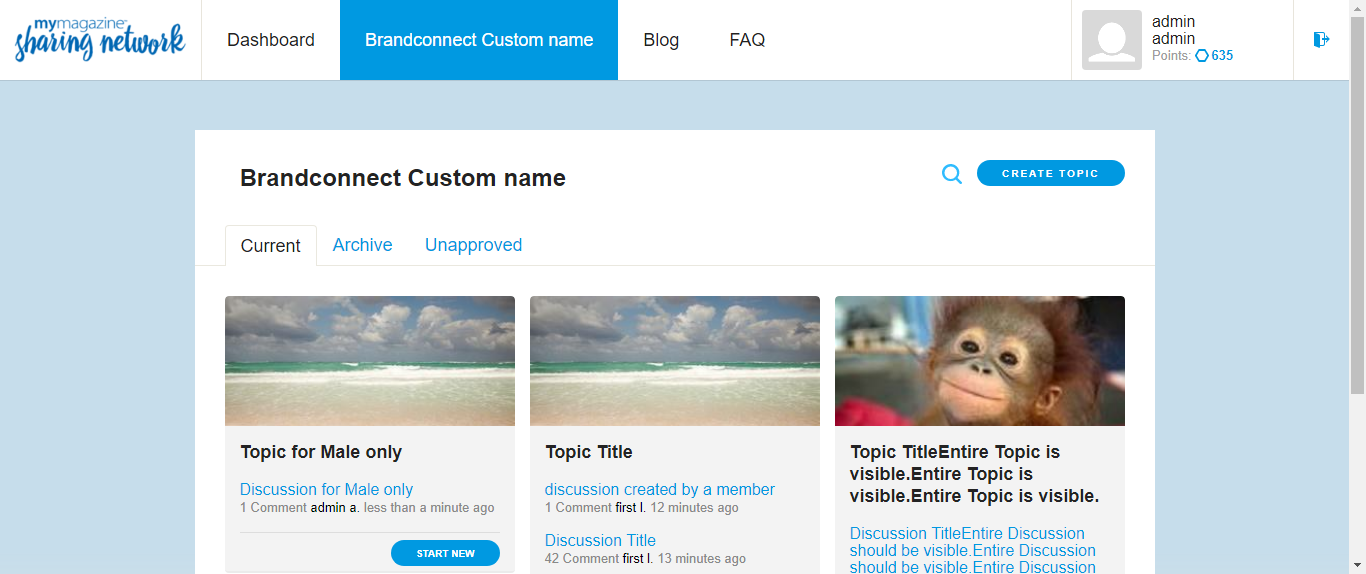 mymagazine™
sharing network
Dashboard
Brandconnect Custom name
Blog
FAQ
admin
admin
Points: 635
Brandconnect Custom name
CREATE TOPIC
Current
Archive
Unapproved
Topic for Male only
Discussion for Male only
1 Comment admin a. less than a minute ago
START NEW
Topic Title
discussion created by a member
1 Comment first l. 12 minutes ago
Discussion Title
42 Comment first l. 13 minutes ago
Topic TitleEntire Topic is
visible.Entire Topic is
visible.Entire Topic is visible.
Discussion TitleEntire Discussion
should be visible.Entire Discussion
should be visible.Entire Discussion